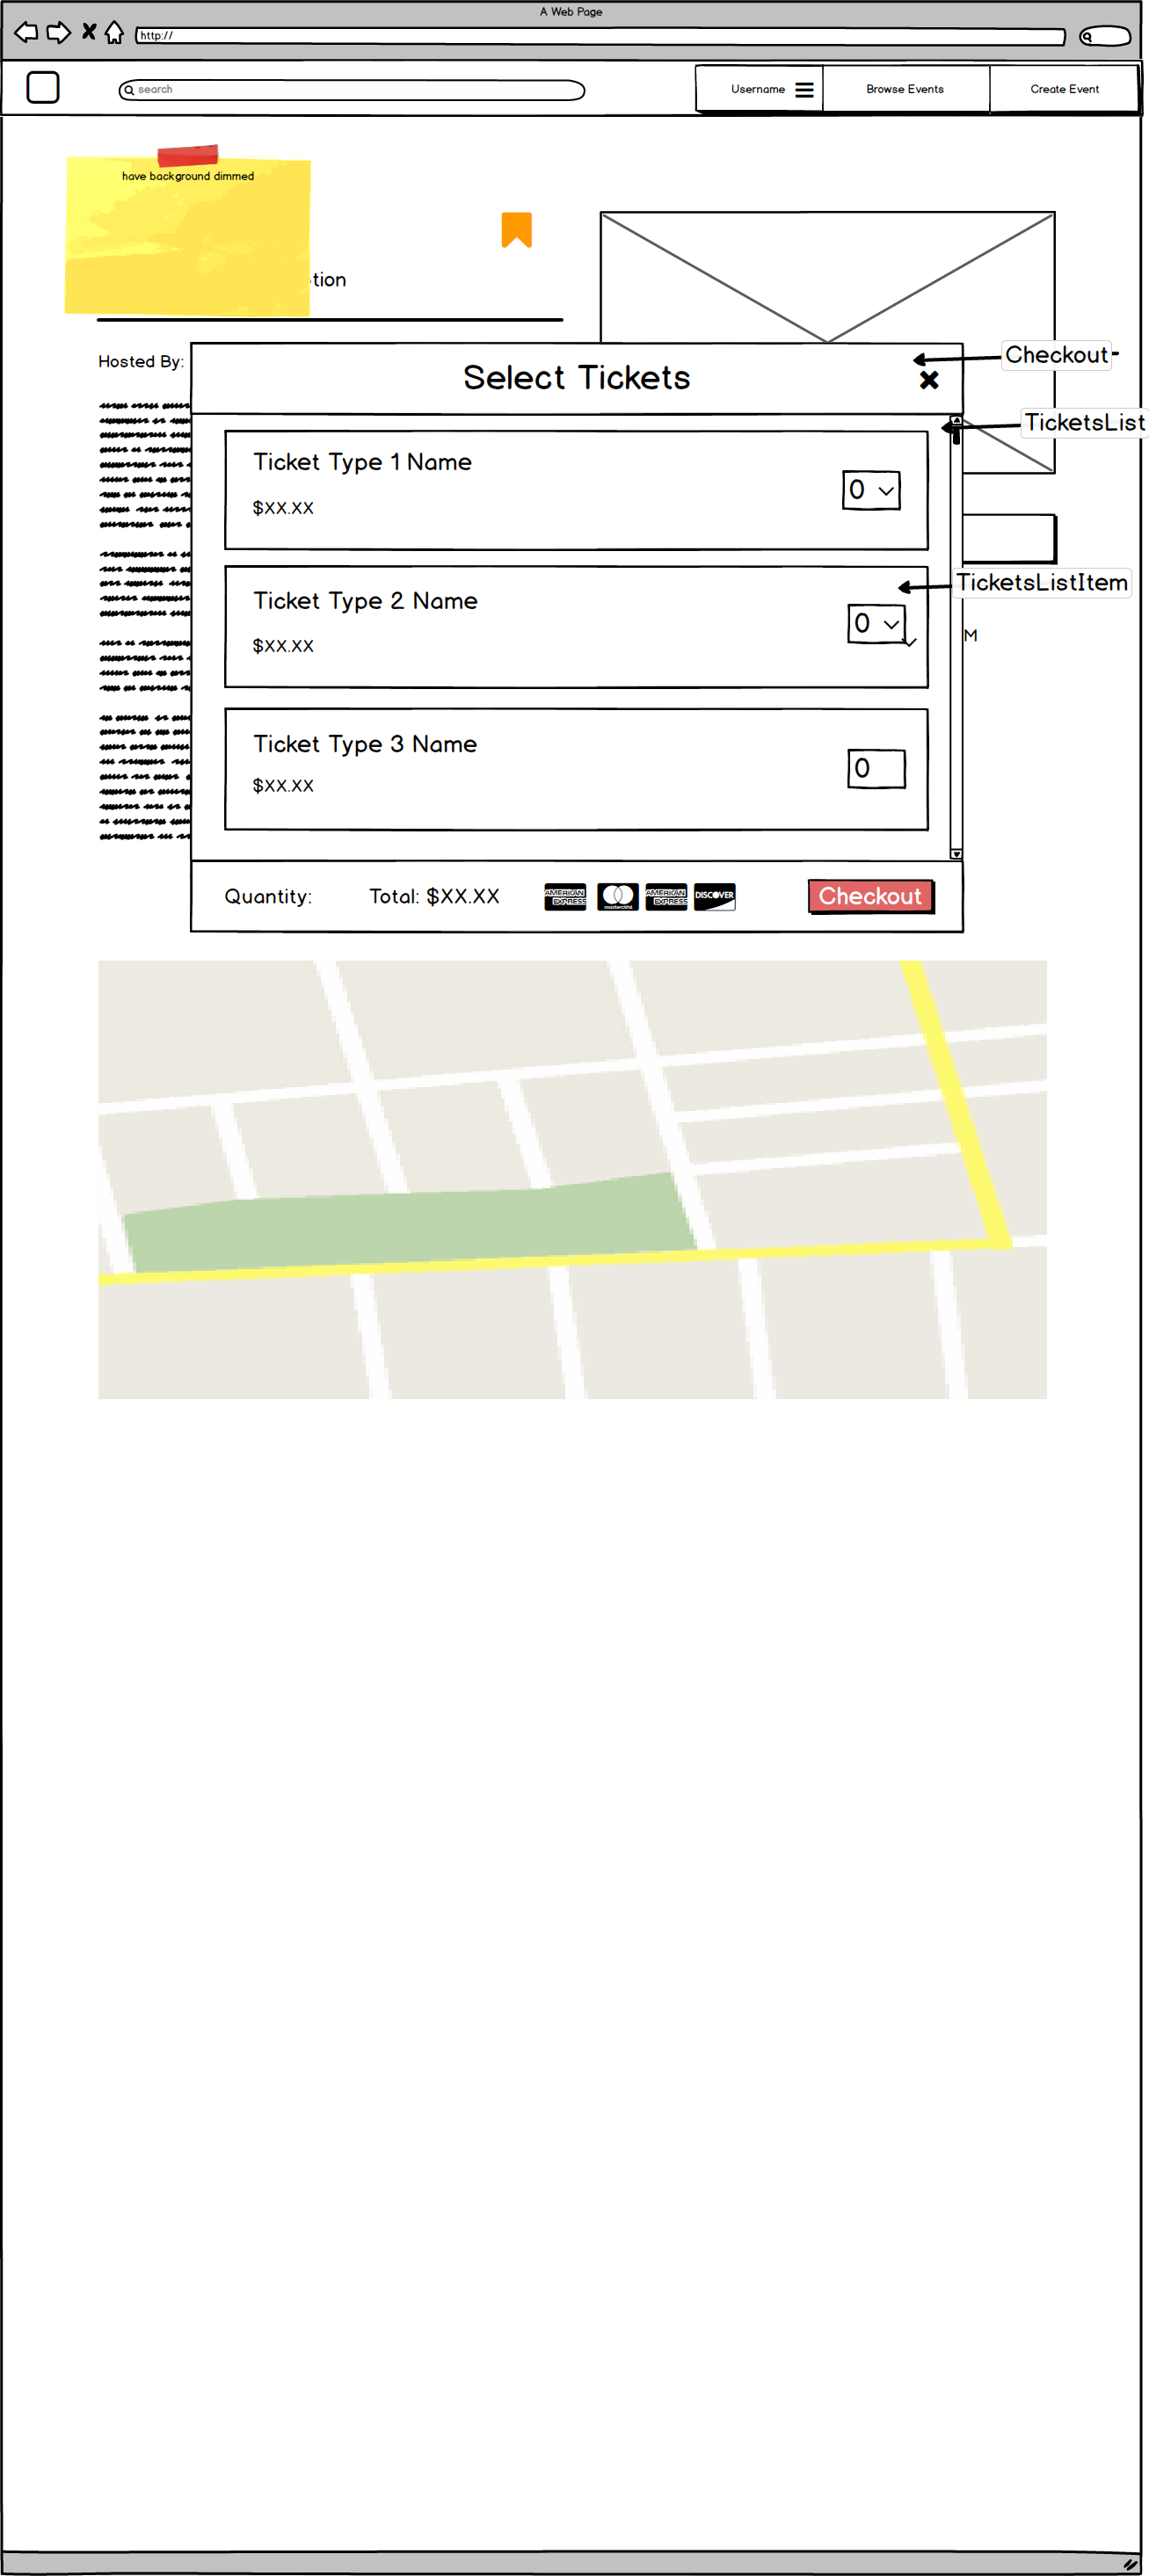 A Web Page
http://
search
Username
Browse Events
Create Event
have background dimmed
tion
Hosted By:
Checkout
Select Tickets
TicketsList
Ticket Type 1 Name
0
$XX.XX
TicketsListItem
Ticket Type 2 Name
0
$XX.XX
M
Ticket Type 3 Name
0
$XX.XX
Quantity:
Total: $XX.XX
AMERICAN EXPRESS
mastercard
AMERICAN EXPRESS
DISCOVER
Checkout